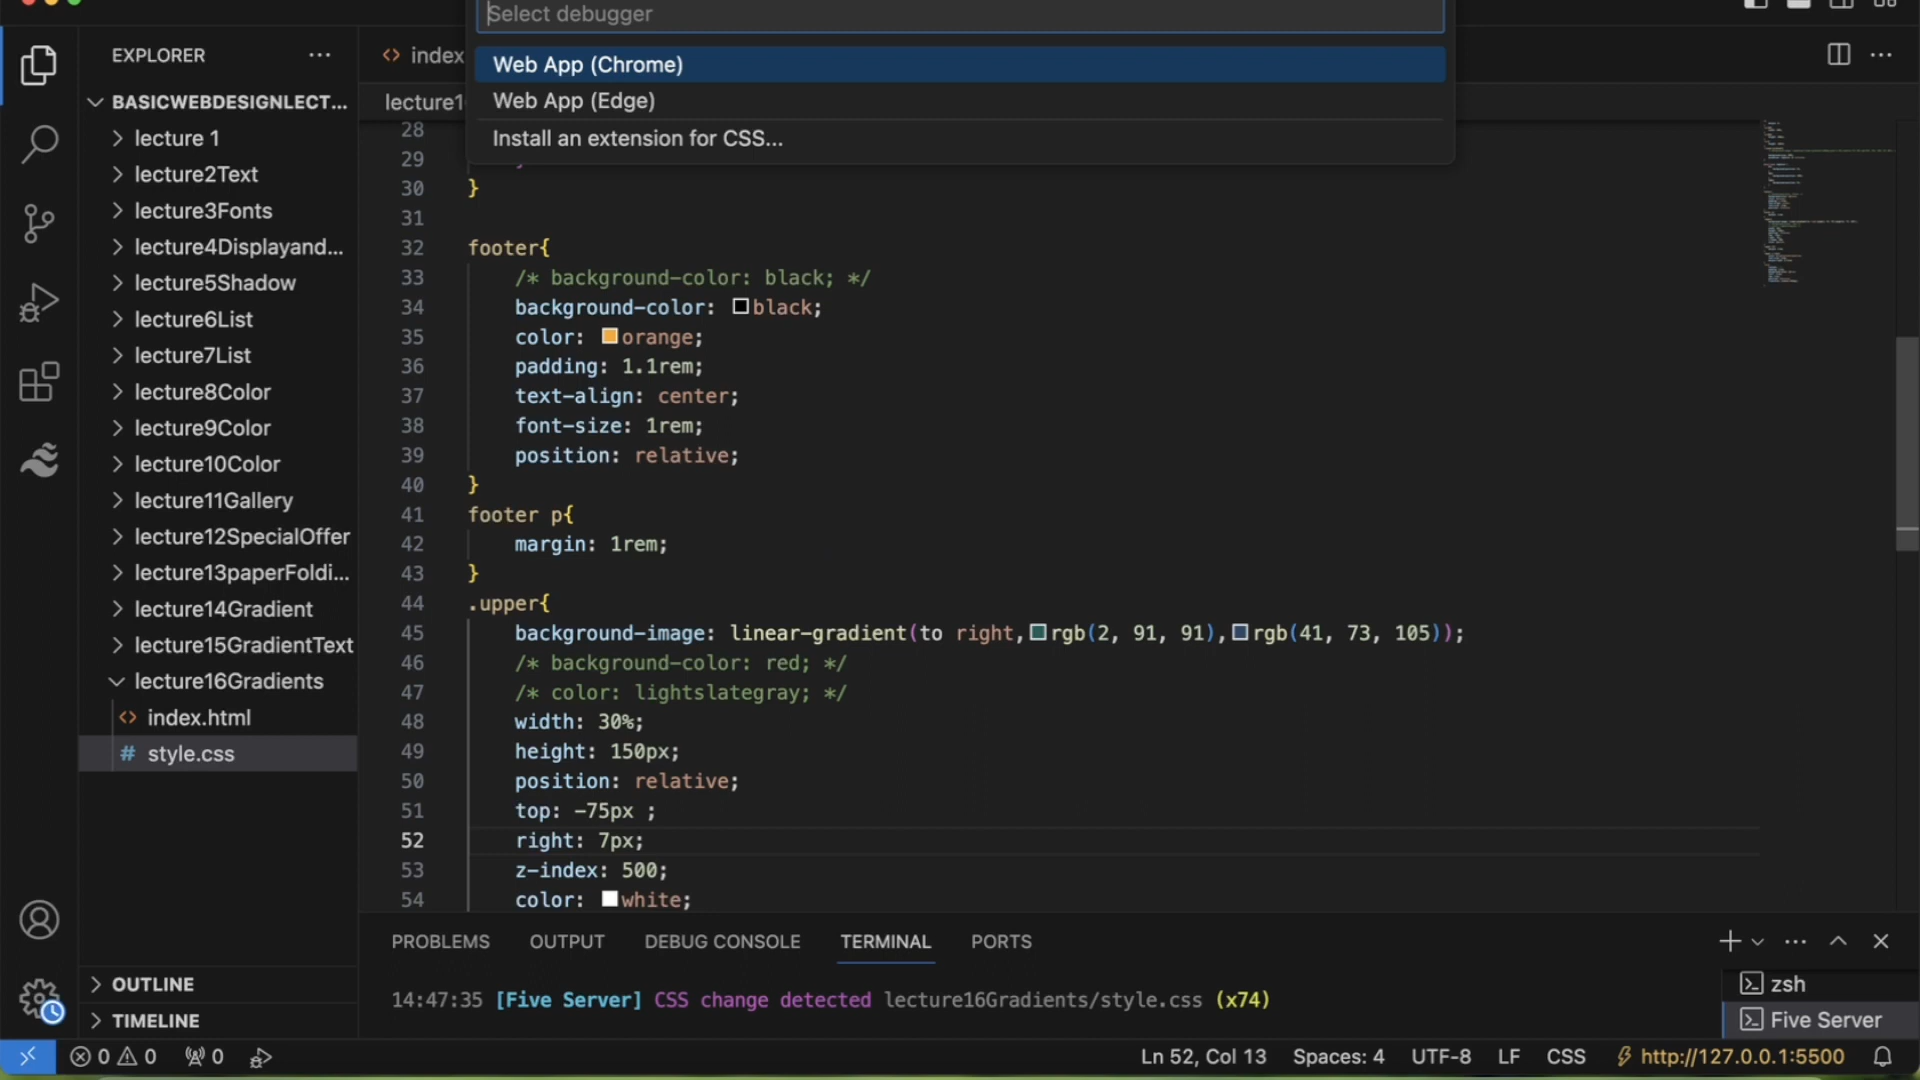 Select debugger
Web App (Chrome)
Web App (Edge)
Install an extension for CSS...
EXPLORER
BASICWEBDESIGNLECT...
lecture 1
lecture2Text
lecture3Fonts
lecture4Displayand...
lecture5Shadow
lecture6List
lecture7List
lecture8Color
lecture9Color
lecture10Color
lecture11Gallery
lecture12SpecialOffer
lecture13paperFoldi...
lecture14Gradient
lecture15GradientText
lecture16Gradients
<> index.html
# style.css
OUTLINE
TIMELINE
<> index
lecture1
28
29
30 }
31
32 footer{
33 /* background-color: black; */
34 background-color: black;
35 color: orange;
36 padding: 1.1rem;
37 text-align: center;
38 font-size: 1rem;
39 position: relative;
40 }
41 footer p{
42 margin: 1rem;
43 }
44 .upper{
45 background-image: linear-gradient(to right,rgb(2, 91, 91),rgb(41, 73, 105));
46 /* background-color: red; */
47 /* color: lightslategray; */
48 width: 30%;
49 height: 150px;
50 position: relative;
51 top: -75px ;
52 right: 7px;
53 z-index: 500;
54 color: white;
PROBLEMS OUTPUT DEBUG CONSOLE TERMINAL PORTS
14:47:35 [Five Server] CSS change detected lecture16Gradients/style.css (x74)
zsh
Five Server
0 0 0 Ln 52, Col 13 Spaces: 4 UTF-8 LF CSS http://127.0.0.1:5500